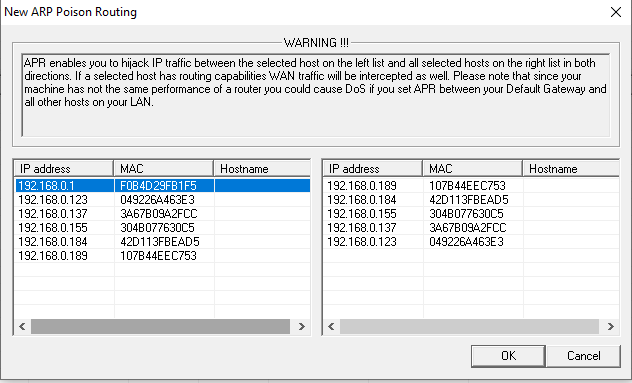 New ARP Poison Routing
WARNING !!!
APR enables you to hijack IP traffic between the selected host on the left list and all selected hosts on the right list in both
directions. If a selected host has routing capabilities WAN traffic will be intercepted as well. Please note that since your
machine has not the same performance of a router you could cause DoS if you set APR between your Default Gateway and
all other hosts on your LAN.
IP address MAC Hostname
192.168.0.1 F0B4D29FB1F5
192.168.0.123 049226A463E3
192.168.0.137 3A67B09A2FCC
192.168.0.155 304B077630C5
192.168.0.184 42D113FBEAD5
192.168.0.189 107B44EEC753
IP address MAC Hostname
192.168.0.189 107B44EEC753
192.168.0.184 42D113FBEAD5
192.168.0.155 304B077630C5
192.168.0.137 3A67B09A2FCC
192.168.0.123 049226A463E3
OK
Cancel